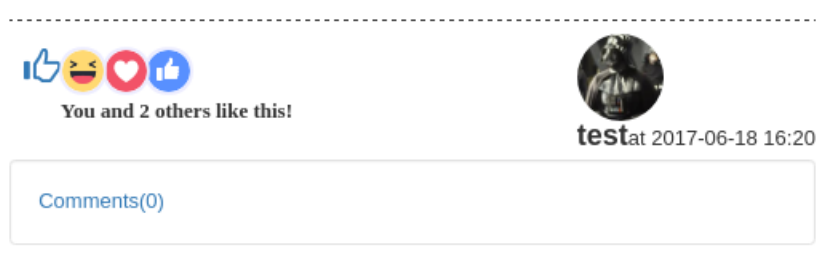 You and 2 others like this!
testat 2017-06-18 16:20
Comments(0)